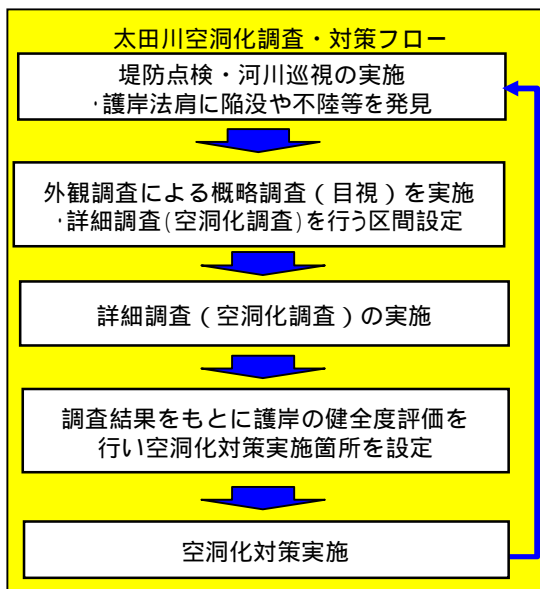 太田川空洞化調査・対策フロー
堤防点検・河川巡視の実施
・護岸法肩に陥没や不陸等を発見
外観調査による概略調査（目視）を実施
・詳細調査(空洞化調査)を行う区間設定
詳細調査（空洞化調査）の実施
調査結果をもとに護岸の健全度評価を
行い空洞化対策実施箇所を設定
空洞化対策実施